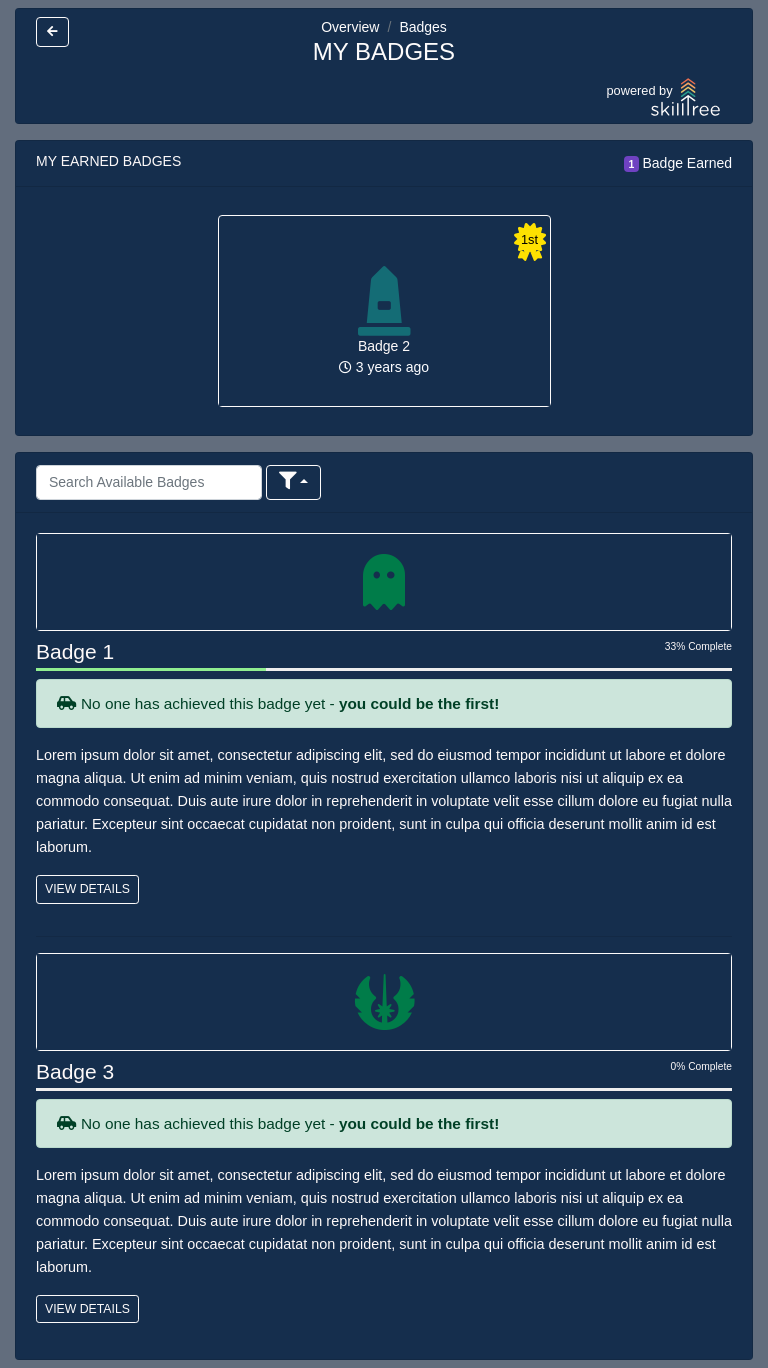 Overview / Badges
MY BADGES
powered by
skilltree
MY EARNED BADGES
1 Badge Earned
1st
Badge 2
3 years ago
Search Available Badges
Badge 1
33% Complete
No one has achieved this badge yet - you could be the first!
Lorem ipsum dolor sit amet, consectetur adipiscing elit, sed do eiusmod tempor incididunt ut labore et dolore
magna aliqua. Ut enim ad minim veniam, quis nostrud exercitation ullamco laboris nisi ut aliquip ex ea
commodo consequat. Duis aute irure dolor in reprehenderit in voluptate velit esse cillum dolore eu fugiat nulla
pariatur. Excepteur sint occaecat cupidatat non proident, sunt in culpa qui officia deserunt mollit anim id est
laborum.
VIEW DETAILS
Badge 3
0% Complete
No one has achieved this badge yet - you could be the first!
Lorem ipsum dolor sit amet, consectetur adipiscing elit, sed do eiusmod tempor incididunt ut labore et dolore
magna aliqua. Ut enim ad minim veniam, quis nostrud exercitation ullamco laboris nisi ut aliquip ex ea
commodo consequat. Duis aute irure dolor in reprehenderit in voluptate velit esse cillum dolore eu fugiat nulla
pariatur. Excepteur sint occaecat cupidatat non proident, sunt in culpa qui officia deserunt mollit anim id est
laborum.
VIEW DETAILS